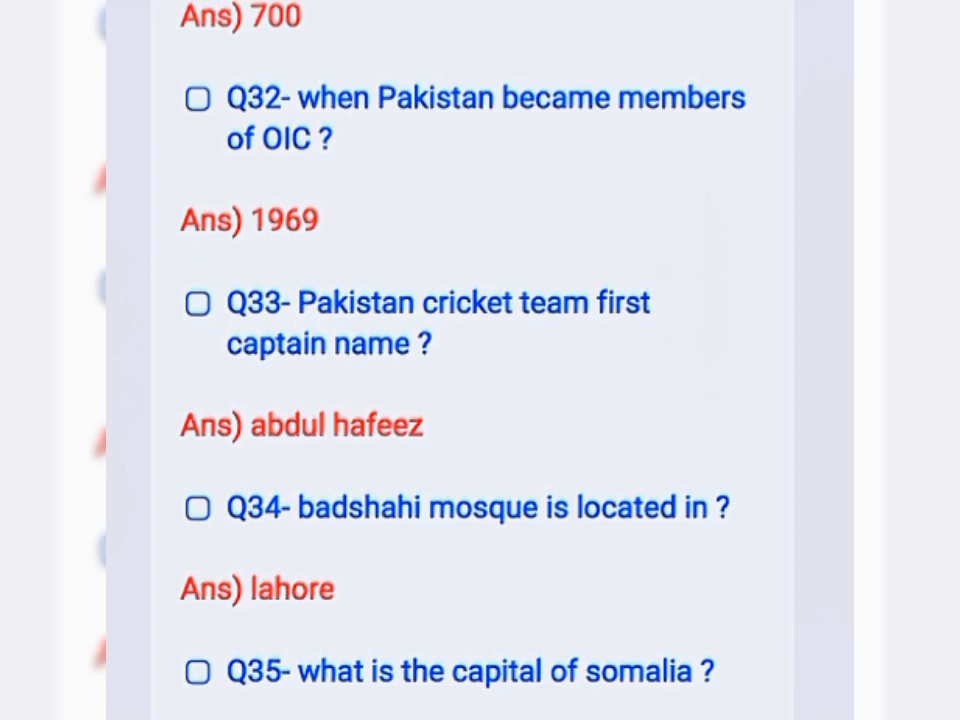 Ans) 700
Q32- when Pakistan became members
of OIC ?
Ans) 1969
Q33- Pakistan cricket team first
captain name ?
Ans) abdul hafeez
Q34- badshahi mosque is located in ?
Ans) lahore
Q35- what is the capital of somalia ?